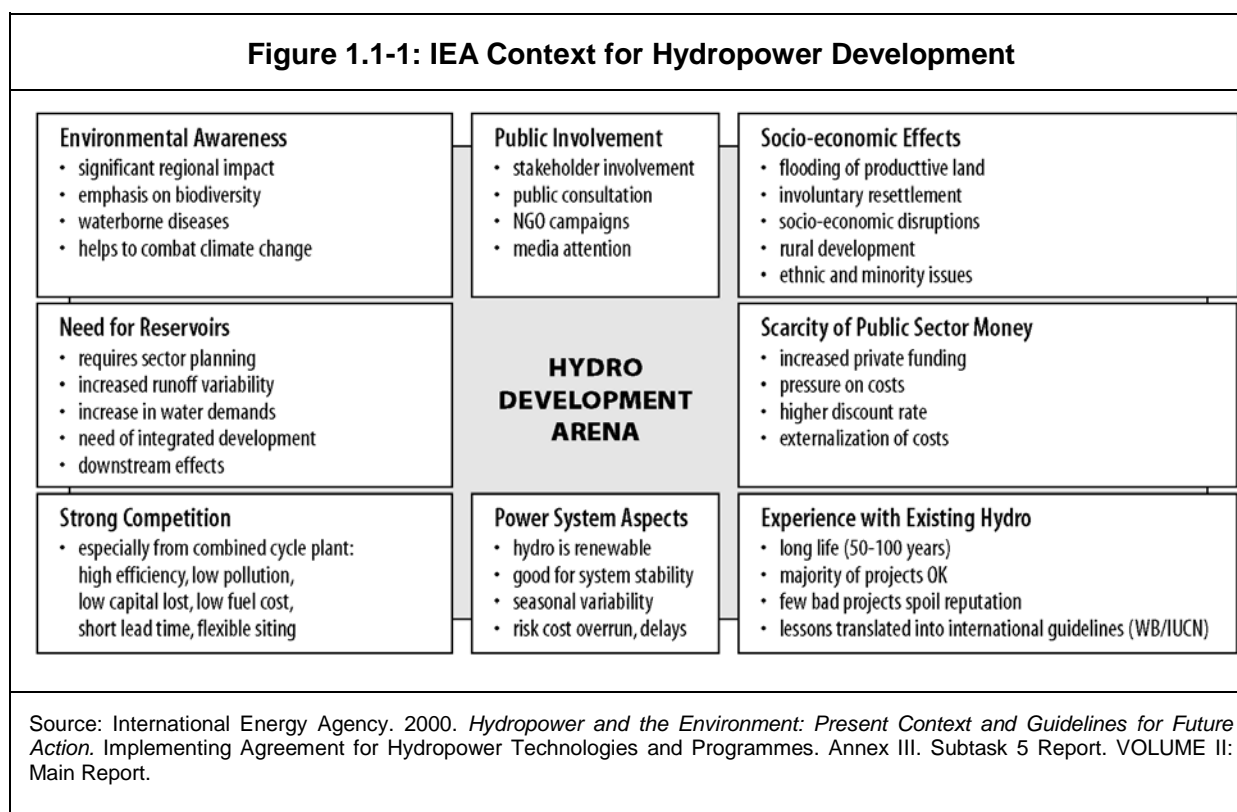 Figure 1.1-1: IEA Context for Hydropower Development
Environmental Awareness
• significant regional impact
• emphasis on biodiversity
• waterborne diseases
• helps to combat climate change
Public Involvement
• stakeholder involvement
• public consultation
• NGO campaigns
• media attention
Socio-economic Effects
• flooding of producttive land
• involuntary resettlement
• socio-economic disruptions
• rural development
• ethnic and minority issues
Need for Reservoirs
• requires sector planning
• increased runoff variability
• increase in water demands
• need of integrated development
• downstream effects
HYDRO
DEVELOPMENT
ARENA
Scarcity of Public Sector Money
• increased private funding
• pressure on costs
• higher discount rate
• externalization of costs
Strong Competition
• especially from combined cycle plant:
high efficiency, low pollution,
low capital lost, low fuel cost,
short lead time, flexible siting
Power System Aspects
• hydro is renewable
• good for system stability
• seasonal variability
• risk cost overrun, delays
Experience with Existing Hydro
• long life (50-100 years)
• majority of projects OK
• few bad projects spoil reputation
• lessons translated into international guidelines (WB/IUCN)
Source: International Energy Agency. 2000. Hydropower and the Environment: Present Context and Guidelines for Future
Action. Implementing Agreement for Hydropower Technologies and Programmes. Annex III. Subtask 5 Report. VOLUME II:
Main Report.